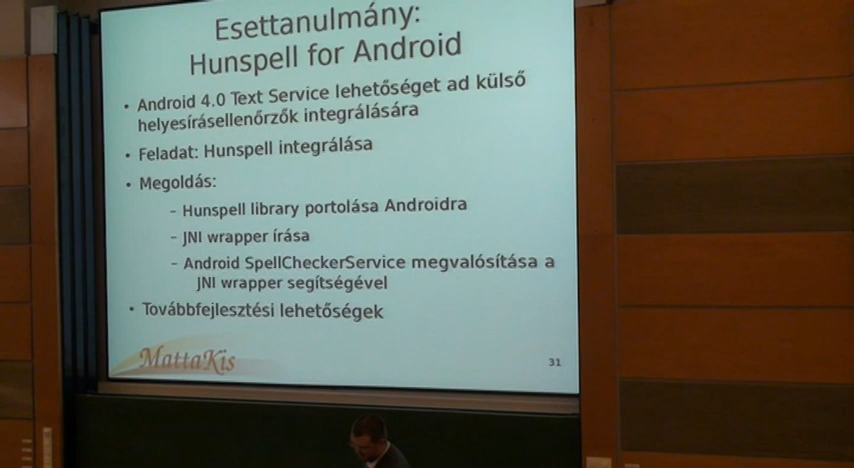 Esettanulmány:
Hunspell for Android
• Android 4.0 Text Service lehetőséget ad külső
helyesírásellenőrzők integrálására
• Feladat: Hunspell integrálása
• Megoldás:
– Hunspell library portolása Androidra
– JNI wrapper írása
– Android SpellCheckerService megvalósítása a
JNI wrapper segítségével
• Továbbfejlesztési lehetőségek
MattaKis
31